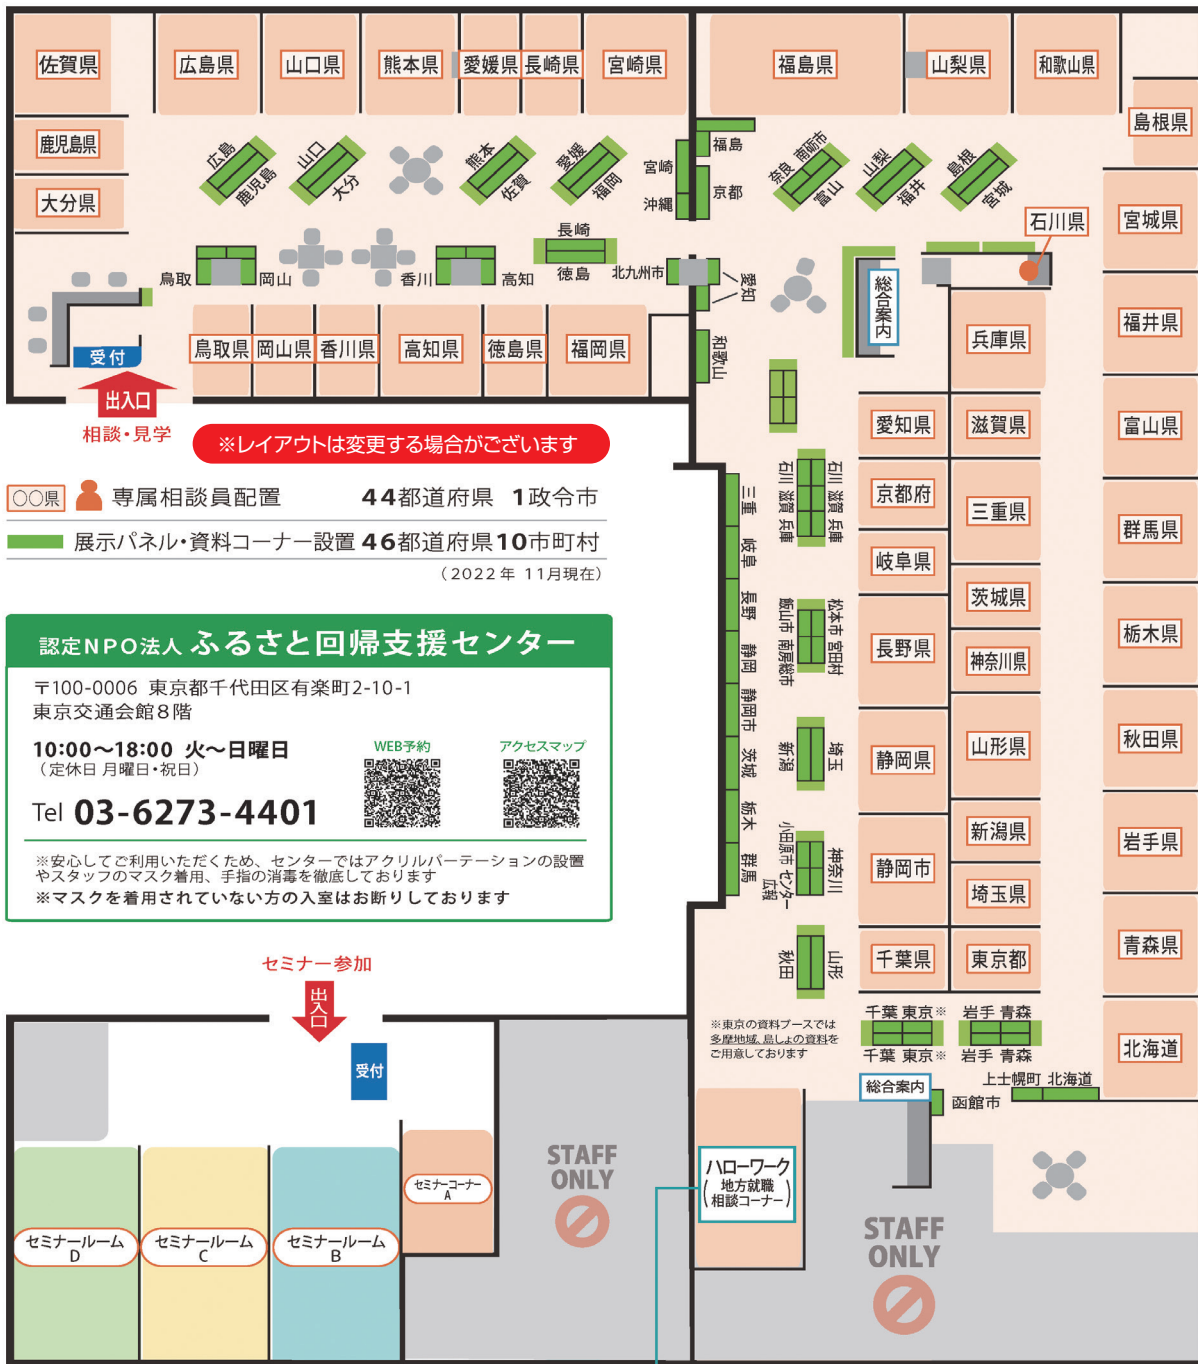 佐賀県
広島県
山口県
熊本県
愛媛県
長崎県
宮崎県
福島県
山梨県
和歌山県
島根県
鹿児島県
大分県
広島
鹿児島
山口
大分
熊本
佐賀
愛媛
福岡
宮崎
沖縄
福島
京都
奈良 南砺市
富山
山梨
福井
島根
宮城
宮城県
石川県
長崎
徳島
鳥取
岡山
香川
高知
北九州市
愛知
和歌山
総合案内
兵庫県
福井県
受付
出入口
相談・見学
鳥取県
岡山県
香川県
高知県
徳島県
福岡県
※レイアウトは変更する場合がございます
○○県
専属相談員配置 44都道府県 1政令市
展示パネル・資料コーナー設置 46都道府県10市町村
(2022年 11月現在)
愛知県
滋賀県
富山県
京都府
三重県
岐阜県
群馬県
茨城県
長野県
神奈川県
栃木県
静岡県
山形県
秋田県
静岡市
新潟県
岩手県
埼玉県
千葉県
東京都
青森県
北海道
三重
岐阜
長野
静岡
静岡市
茨城
栃木
群馬
石川 滋賀 兵庫
石川 滋賀 兵庫
飯山市 南房総市
松本市 宮田村
新潟
埼玉
小田原市 センター広報
神奈川
秋田
山形
認定NPO法人 ふるさと回帰支援センター
〒100-0006 東京都千代田区有楽町2-10-1
東京交通会館8階
10:00〜18:00 火〜日曜日
(定休日 月曜日・祝日)
WEB予約
アクセスマップ
Tel 03-6273-4401
※安心してご利用いただくため、センターではアクリルパーテーションの設置
やスタッフのマスク着用、手指の消毒を徹底しております
※マスクを着用されていない方の入室はお断りしております
セミナー参加
出入口
受付
※東京の資料ブースでは
多摩地域、島しょの資料を
ご用意しております
千葉 東京※
千葉 東京※
岩手 青森
岩手 青森
総合案内
函館市
上士幌町 北海道
セミナールーム
D
セミナールーム
C
セミナールーム
B
セミナーコーナー
A
STAFF
ONLY
ハローワーク
(地方就職
相談コーナー)
STAFF
ONLY